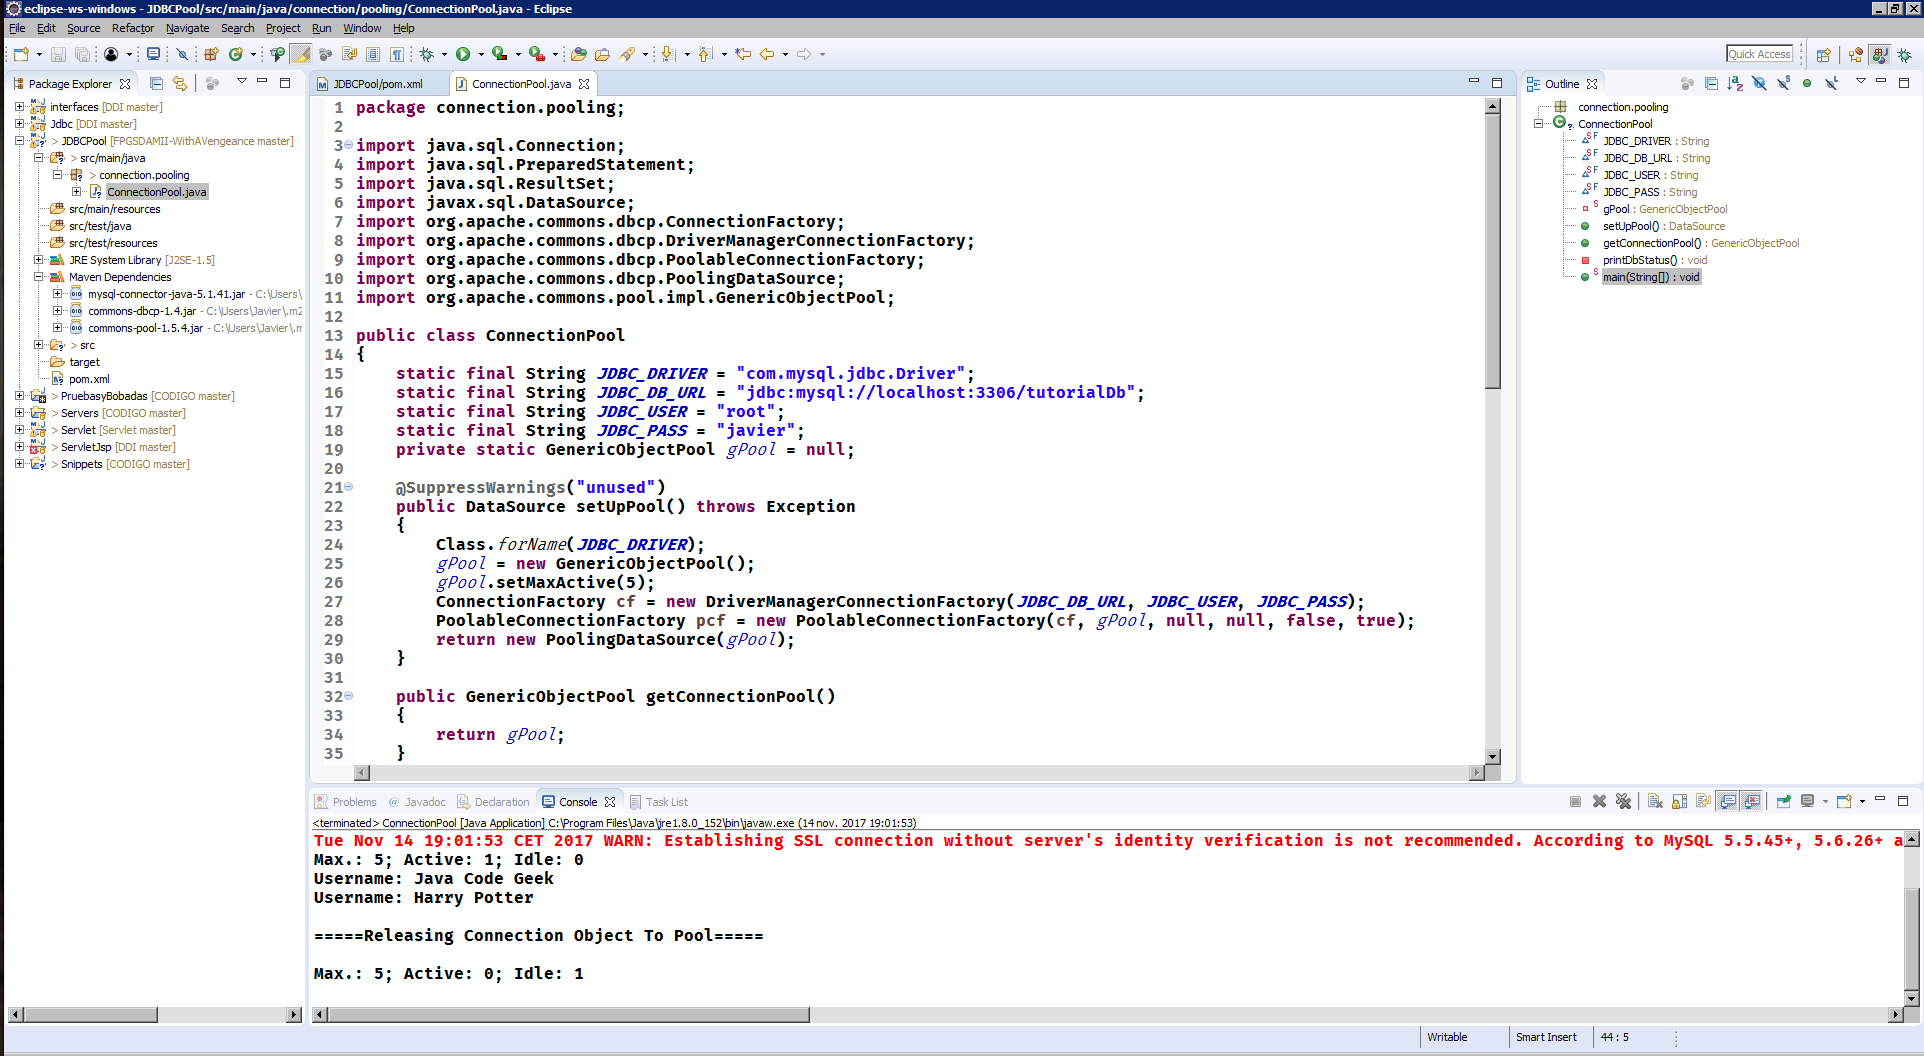 eclipse-ws-windows - JDBCPool/src/main/java/connection/pooling/ConnectionPool.java - Eclipse
File Edit Source Refactor Navigate Search Project Run Window Help
Quick Access
Package Explorer
interfaces [DDI master]
Jdbc [DDI master]
> JDBCPool [FPGSDAMII-WithAVengeance master]
> src/main/java
> connection.pooling
ConnectionPool.java
src/main/resources
src/test/java
src/test/resources
JRE System Library [J2SE-1.5]
Maven Dependencies
mysql-connector-java-5.1.41.jar - C:\Users\
commons-dbcp-1.4.jar - C:\Users\Javier\.m2
commons-pool-1.5.4.jar - C:\Users\Javier\.m
> src
target
pom.xml
> PruebasyBobadas [CODIGO master]
> Servers [CODIGO master]
> Servlet [Servlet master]
> ServletJsp [DDI master]
> Snippets [CODIGO master]
JDBCPool/pom.xml ConnectionPool.java
1 package connection.pooling;
2
3 import java.sql.Connection;
4 import java.sql.PreparedStatement;
5 import java.sql.ResultSet;
6 import javax.sql.DataSource;
7 import org.apache.commons.dbcp.ConnectionFactory;
8 import org.apache.commons.dbcp.DriverManagerConnectionFactory;
9 import org.apache.commons.dbcp.PoolableConnectionFactory;
10 import org.apache.commons.dbcp.PoolingDataSource;
11 import org.apache.commons.pool.impl.GenericObjectPool;
12
13 public class ConnectionPool
14 {
15 static final String JDBC_DRIVER = "com.mysql.jdbc.Driver";
16 static final String JDBC_DB_URL = "jdbc:mysql://localhost:3306/tutorialDb";
17 static final String JDBC_USER = "root";
18 static final String JDBC_PASS = "javier";
19 private static GenericObjectPool gPool = null;
20
21 @SuppressWarnings("unused")
22 public DataSource setUpPool() throws Exception
23 {
24 Class.forName(JDBC_DRIVER);
25 gPool = new GenericObjectPool();
26 gPool.setMaxActive(5);
27 ConnectionFactory cf = new DriverManagerConnectionFactory(JDBC_DB_URL, JDBC_USER, JDBC_PASS);
28 PoolableConnectionFactory pcf = new PoolableConnectionFactory(cf, gPool, null, null, false, true);
29 return new PoolingDataSource(gPool);
30 }
31
32 public GenericObjectPool getConnectionPool()
33 {
34 return gPool;
35 }
Outline
connection.pooling
ConnectionPool
JDBC_DRIVER : String
JDBC_DB_URL : String
JDBC_USER : String
JDBC_PASS : String
gPool : GenericObjectPool
setUpPool() : DataSource
getConnectionPool() : GenericObjectPool
printDbStatus() : void
main(String[]) : void
Problems Javadoc Declaration Console Task List
<terminated> ConnectionPool [Java Application] C:\Program Files\Java\jre1.8.0_152\bin\javaw.exe (14 nov. 2017 19:01:53)
Tue Nov 14 19:01:53 CET 2017 WARN: Establishing SSL connection without server's identity verification is not recommended. According to MySQL 5.5.45+, 5.6.26+ a
Max.: 5; Active: 1; Idle: 0
Username: Java Code Geek
Username: Harry Potter
=====Releasing Connection Object To Pool=====
Max.: 5; Active: 0; Idle: 1
Writable Smart Insert 44 : 5